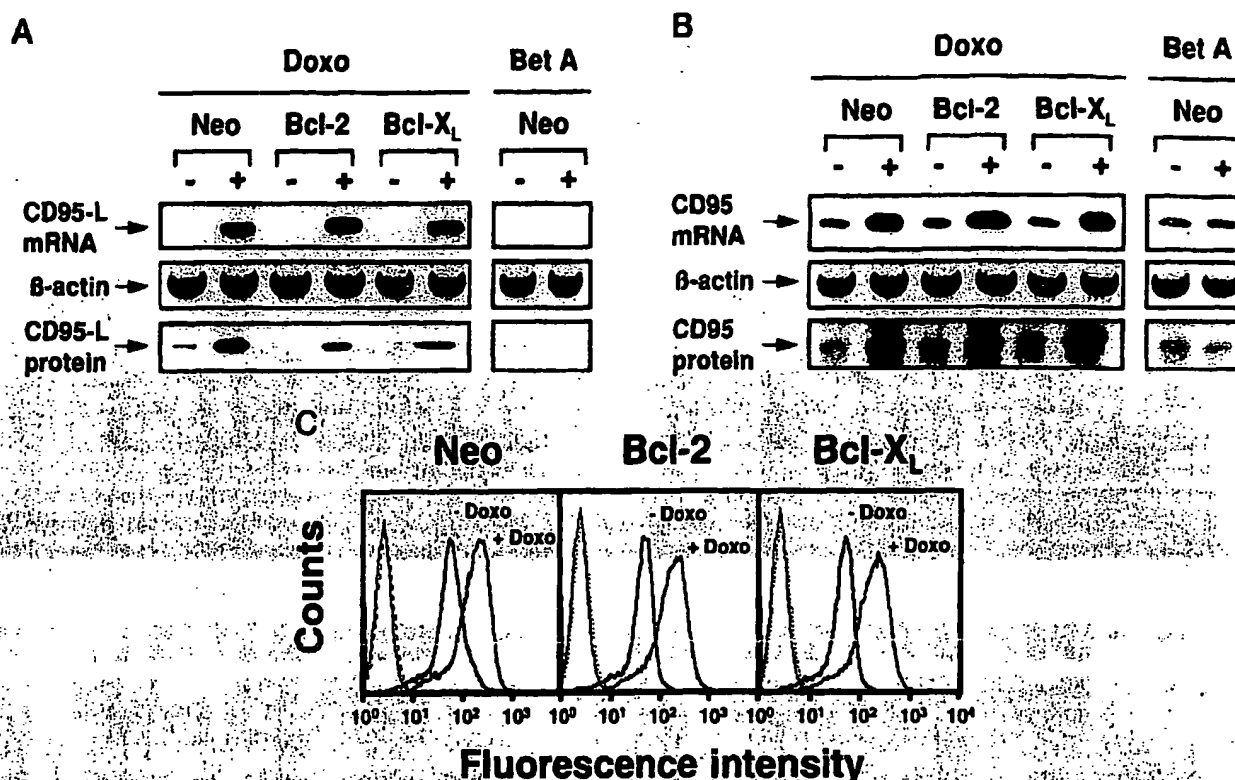 A
Doxo
Bet A
Neo
Bcl-2
Bcl-XL
Neo
- + - + - + - +
CD95-L
mRNA
ß-actin
CD95-L
protein
B
Doxo
Bet A
Neo
Bcl-2
Bcl-XL
Neo
- + - + - + - +
CD95
mRNA
ß-actin
CD95
protein
C
Neo
Bcl-2
Bcl-XL
Counts
- Doxo
+ Doxo
- Doxo
+ Doxo
- Doxo
+ Doxo
10⁰ 10¹ 10² 10³ 10⁰ 10¹ 10² 10³ 10⁰ 10¹ 10² 10³ 10⁴
Fluorescence intensity